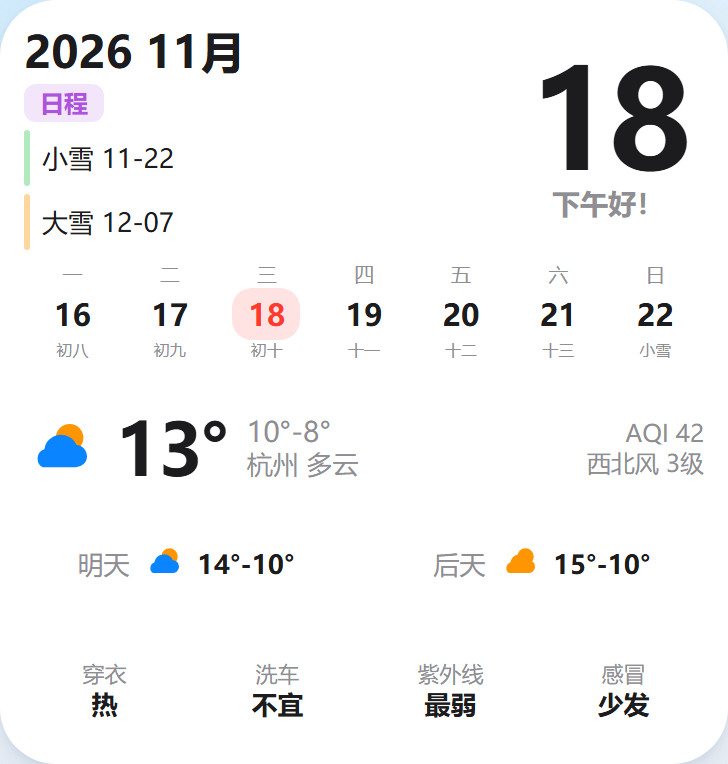 2026 11月
18
日程
小雪 11-22
大雪 12-07
下午好！
一 二 三 四 五 六 日
16 17 18 19 20 21 22
初八 初九 初十 十一 十二 十三 小雪
13°
10°-8°
杭州 多云
AQI 42
西北风 3级
明天 14°-10°
后天 15°-10°
穿衣 洗车 紫外线 感冒
热 不宜 最弱 少发